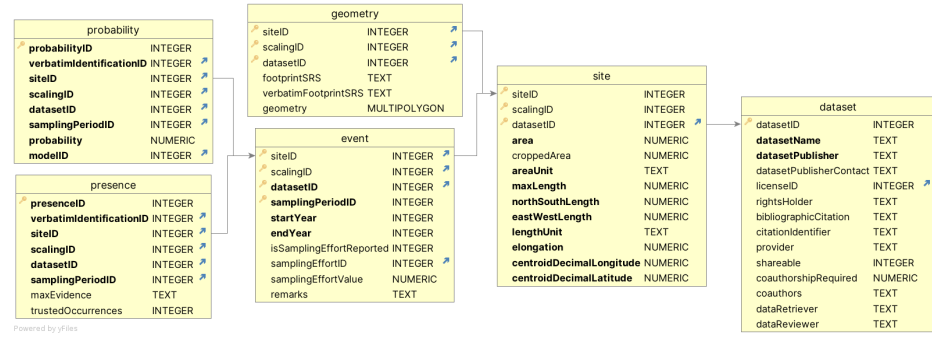 probability
probabilityID INTEGER
verbatimIdentificationID INTEGER
siteID INTEGER
scalingID INTEGER
datasetID INTEGER
samplingPeriodID INTEGER
probability NUMERIC
modelID INTEGER
presence
presenceID INTEGER
verbatimIdentificationID INTEGER
siteID INTEGER
scalingID INTEGER
datasetID INTEGER
samplingPeriodID INTEGER
maxEvidence TEXT
trustedOccurrences INTEGER
Powered by yFiles
geometry
siteID INTEGER
scalingID INTEGER
datasetID INTEGER
footprintSRS TEXT
verbatimFootprintSRS TEXT
geometry MULTIPOLYGON
event
siteID INTEGER
scalingID INTEGER
datasetID INTEGER
samplingPeriodID INTEGER
startYear INTEGER
endYear INTEGER
isSamplingEffortReported INTEGER
samplingEffortID INTEGER
samplingEffortValue NUMERIC
remarks TEXT
site
siteID INTEGER
scalingID INTEGER
datasetID INTEGER
area NUMERIC
croppedArea NUMERIC
areaUnit TEXT
maxLength NUMERIC
northSouthLength NUMERIC
eastWestLength NUMERIC
lengthUnit TEXT
elongation NUMERIC
centroidDecimalLongitude NUMERIC
centroidDecimalLatitude NUMERIC
dataset
datasetID INTEGER
datasetName TEXT
datasetPublisher TEXT
datasetPublisherContact TEXT
licenseID INTEGER
rightsHolder TEXT
bibliographicCitation TEXT
citationIdentifier TEXT
provider TEXT
shareable INTEGER
coauthorshipRequired NUMERIC
coauthors TEXT
dataRetriever TEXT
dataReviewer TEXT